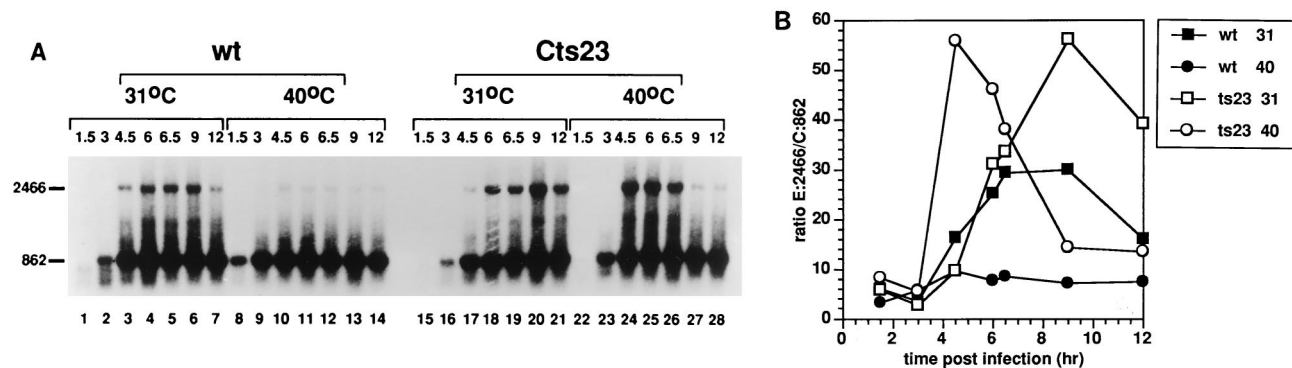 A
wt
Cts23
31ºC
40ºC
31ºC
40ºC
1.5 3 4.5 6 6.5 9 12 1.5 3 4.5 6 6.5 9 12
1.5 3 4.5 6 6.5 9 12 1.5 3 4.5 6 6.5 9 12
2466
862
1 2 3 4 5 6 7 8 9 10 11 12 13 14
15 16 17 18 19 20 21 22 23 24 25 26 27 28
B
ratio E:2466/C:862
60
50
40
30
20
10
0
0 2 4 6 8 10 12
time post infection (hr)
wt 31
wt 40
ts23 31
ts23 40